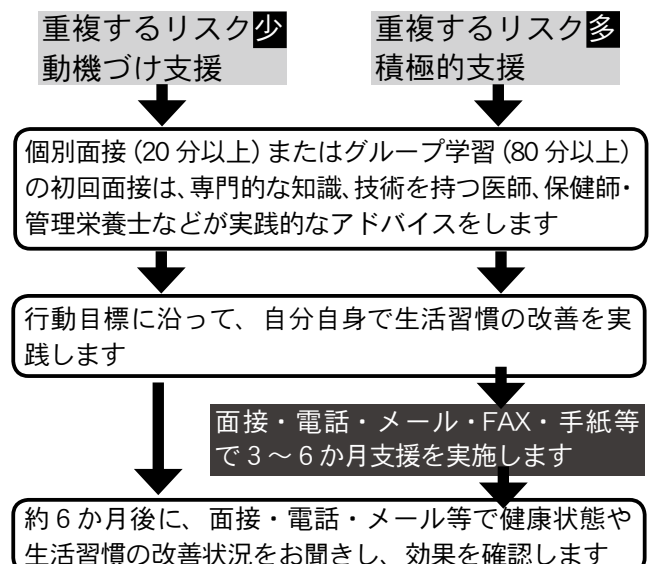 重複するリスク少
動機づけ支援
重複するリスク多
積極的支援
個別面接(20分以上)またはグループ学習(80分以上)
の初回面接は、専門的な知識、技術を持つ医師、保健師・
管理栄養士などが実践的なアドバイスをします
行動目標に沿って、自分自身で生活習慣の改善を実
践します
面接・電話・メール・FAX・手紙等
で3~6か月支援を実施します
約6か月後に、面接・電話・メール等で健康状態や
生活習慣の改善状況をお聞きし、効果を確認します